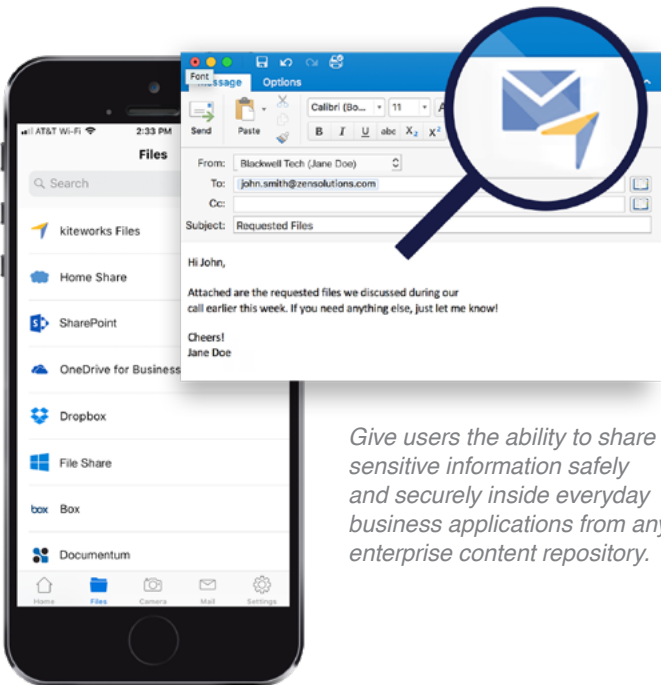 Font
Message
Options
Send
Paste
Calibri (Bo...
11
B I U abc X₂ X²
From: Blackwell Tech (Jane Doe)
To: john.smith@zensolutions.com
Cc:
Subject: Requested Files
Hi John,
Attached are the requested files we discussed during our
call earlier this week. If you need anything else, just let me know!
Cheers!
Jane Doe
AT&T Wi-Fi 2:33 PM
Files
Search
kiteworks Files
Home Share
SharePoint
OneDrive for Business
Dropbox
File Share
box Box
Documentum
Home Files Camera Mail Settings
Give users the ability to share
sensitive information safely
and securely inside everyday
business applications from any
enterprise content repository.